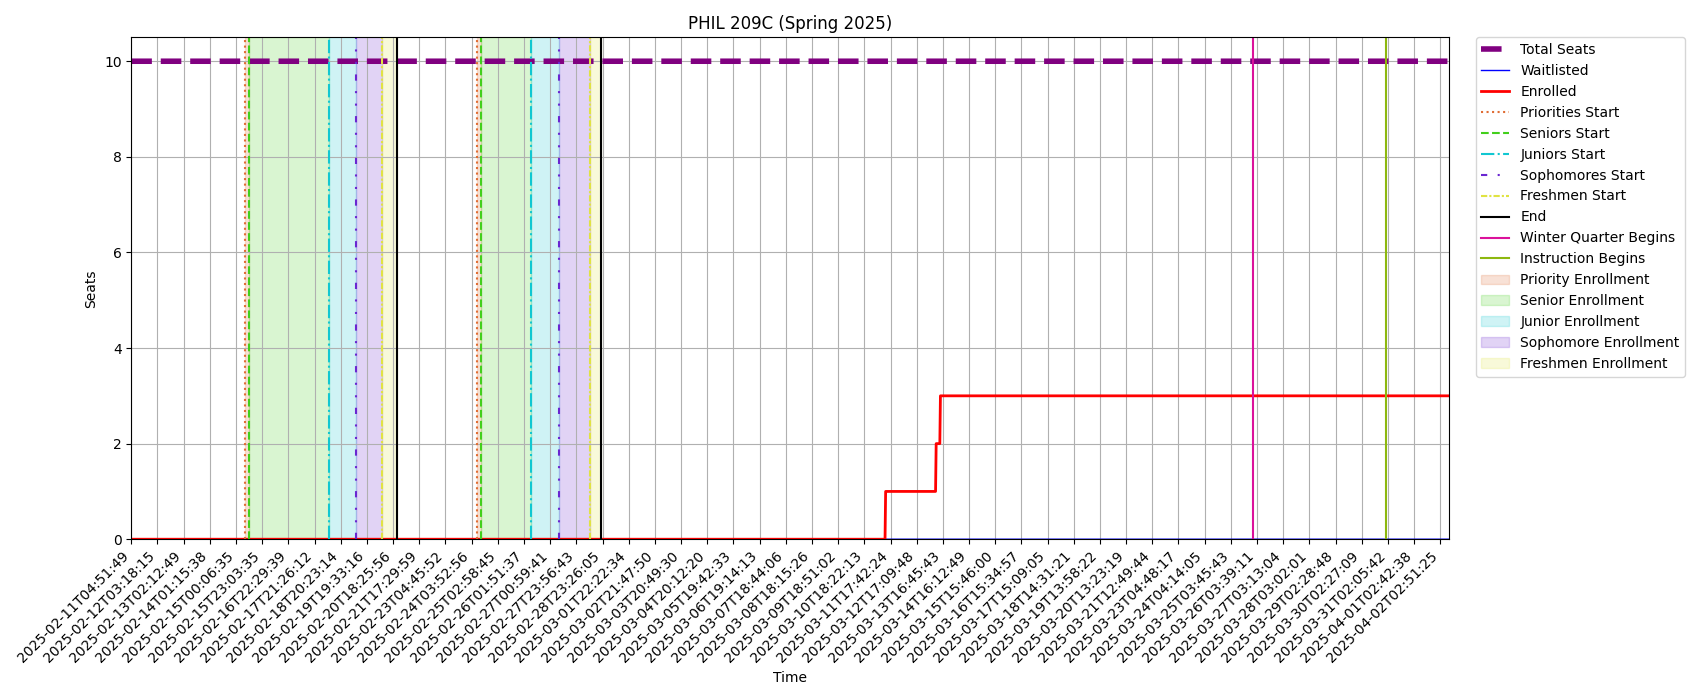 PHIL 209C (Spring 2025)
Seats
10
8
6
4
2
0
2025-02-11T04:51:49
2025-02-12T03:18:15
2025-02-13T02:12:49
2025-02-14T01:15:38
2025-02-15T00:06:35
2025-02-15T23:03:35
2025-02-16T22:29:39
2025-02-17T21:26:12
2025-02-18T20:23:14
2025-02-19T19:33:16
2025-02-20T18:25:56
2025-02-21T17:29:59
2025-02-23T04:45:52
2025-02-24T03:52:56
2025-02-25T02:58:45
2025-02-26T01:51:37
2025-02-27T00:59:41
2025-02-27T23:56:43
2025-02-28T23:26:05
2025-03-01T22:22:34
2025-03-02T21:47:50
2025-03-03T20:49:30
2025-03-04T20:12:20
2025-03-05T19:42:33
2025-03-06T19:14:13
2025-03-07T18:44:06
2025-03-08T18:15:26
2025-03-09T18:51:02
2025-03-10T18:22:13
2025-03-11T17:42:24
2025-03-12T17:09:48
2025-03-13T16:45:43
2025-03-14T16:12:49
2025-03-15T15:46:00
2025-03-16T15:34:57
2025-03-17T15:09:05
2025-03-18T14:31:21
2025-03-19T13:58:22
2025-03-20T13:23:19
2025-03-21T12:49:44
2025-03-23T04:48:17
2025-03-24T04:14:05
2025-03-25T03:45:43
2025-03-26T03:39:11
2025-03-27T03:13:04
2025-03-28T03:02:01
2025-03-29T02:28:48
2025-03-30T02:27:09
2025-03-31T02:05:42
2025-04-01T02:42:38
2025-04-02T02:51:25
Time
Total Seats
Waitlisted
Enrolled
Priorities Start
Seniors Start
Juniors Start
Sophomores Start
Freshmen Start
End
Winter Quarter Begins
Instruction Begins
Priority Enrollment
Senior Enrollment
Junior Enrollment
Sophomore Enrollment
Freshmen Enrollment